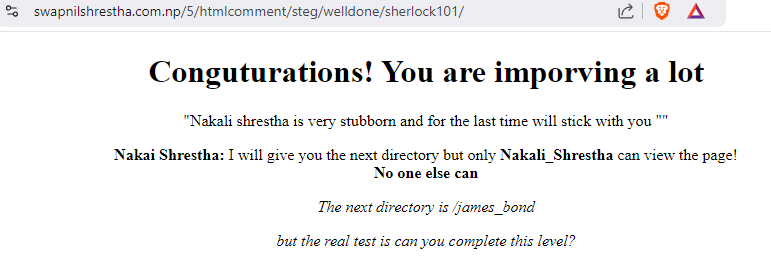 swapnilshrestha.com.np/5/htmlcomment/steg/welldone/sherlock101/
Conguturations! You are imporving a lot
"Nakali shrestha is very stubborn and for the last time will stick with you ""
Nakai Shrestha: I will give you the next directory but only Nakali_Shrestha can view the page!
No one else can
The next directory is /james_bond
but the real test is can you complete this level?